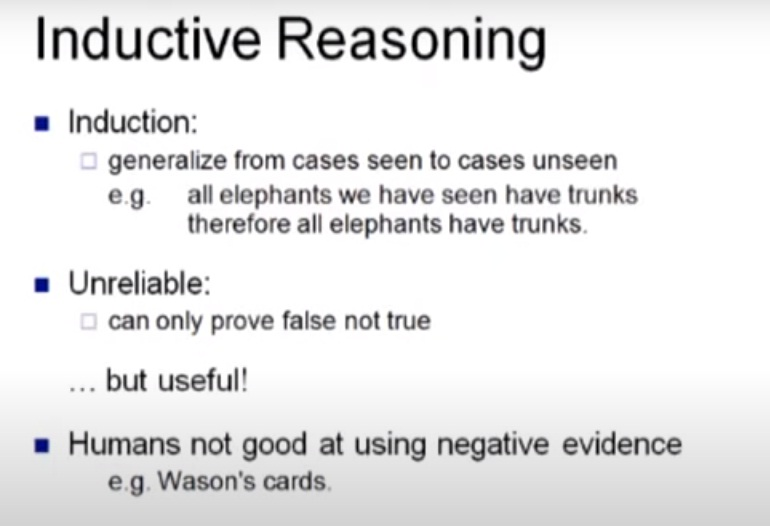 Inductive Reasoning
Induction:
generalize from cases seen to cases unseen
e.g. all elephants we have seen have trunks
therefore all elephants have trunks.
Unreliable:
can only prove false not true
... but useful!
Humans not good at using negative evidence
e.g. Wason's cards.